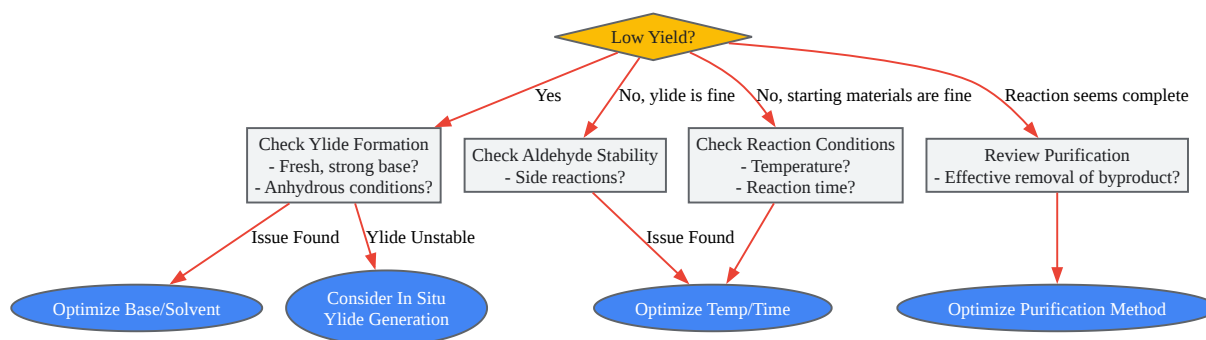 Low Yield?
Yes
No, ylide is fine
No, starting materials are fine
Reaction seems complete
Check Ylide Formation
- Fresh, strong base?
- Anhydrous conditions?
Check Aldehyde Stability
- Side reactions?
Check Reaction Conditions
- Temperature?
- Reaction time?
Review Purification
- Effective removal of byproduct?
Issue Found
Ylide Unstable
Issue Found
Optimize Base/Solvent
Consider In Situ
Ylide Generation
Optimize Temp/Time
Optimize Purification Method